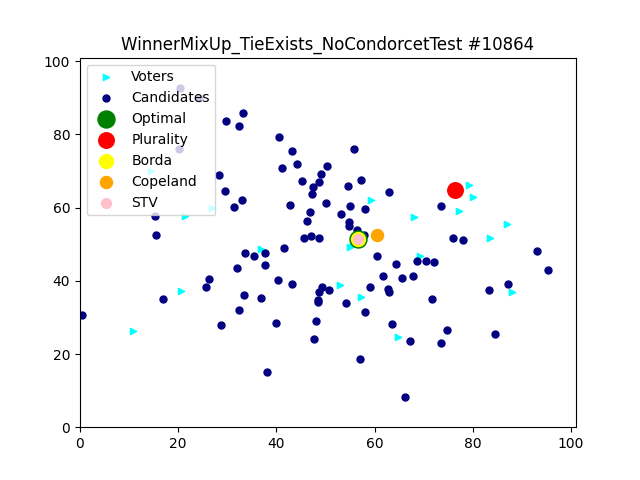 WinnerMixUp_TieExists_NoCondorcetTest #10864
100
80
60
40
20
0
0 20 40 60 80 100
Voters
Candidates
Optimal
Plurality
Borda
Copeland
STV